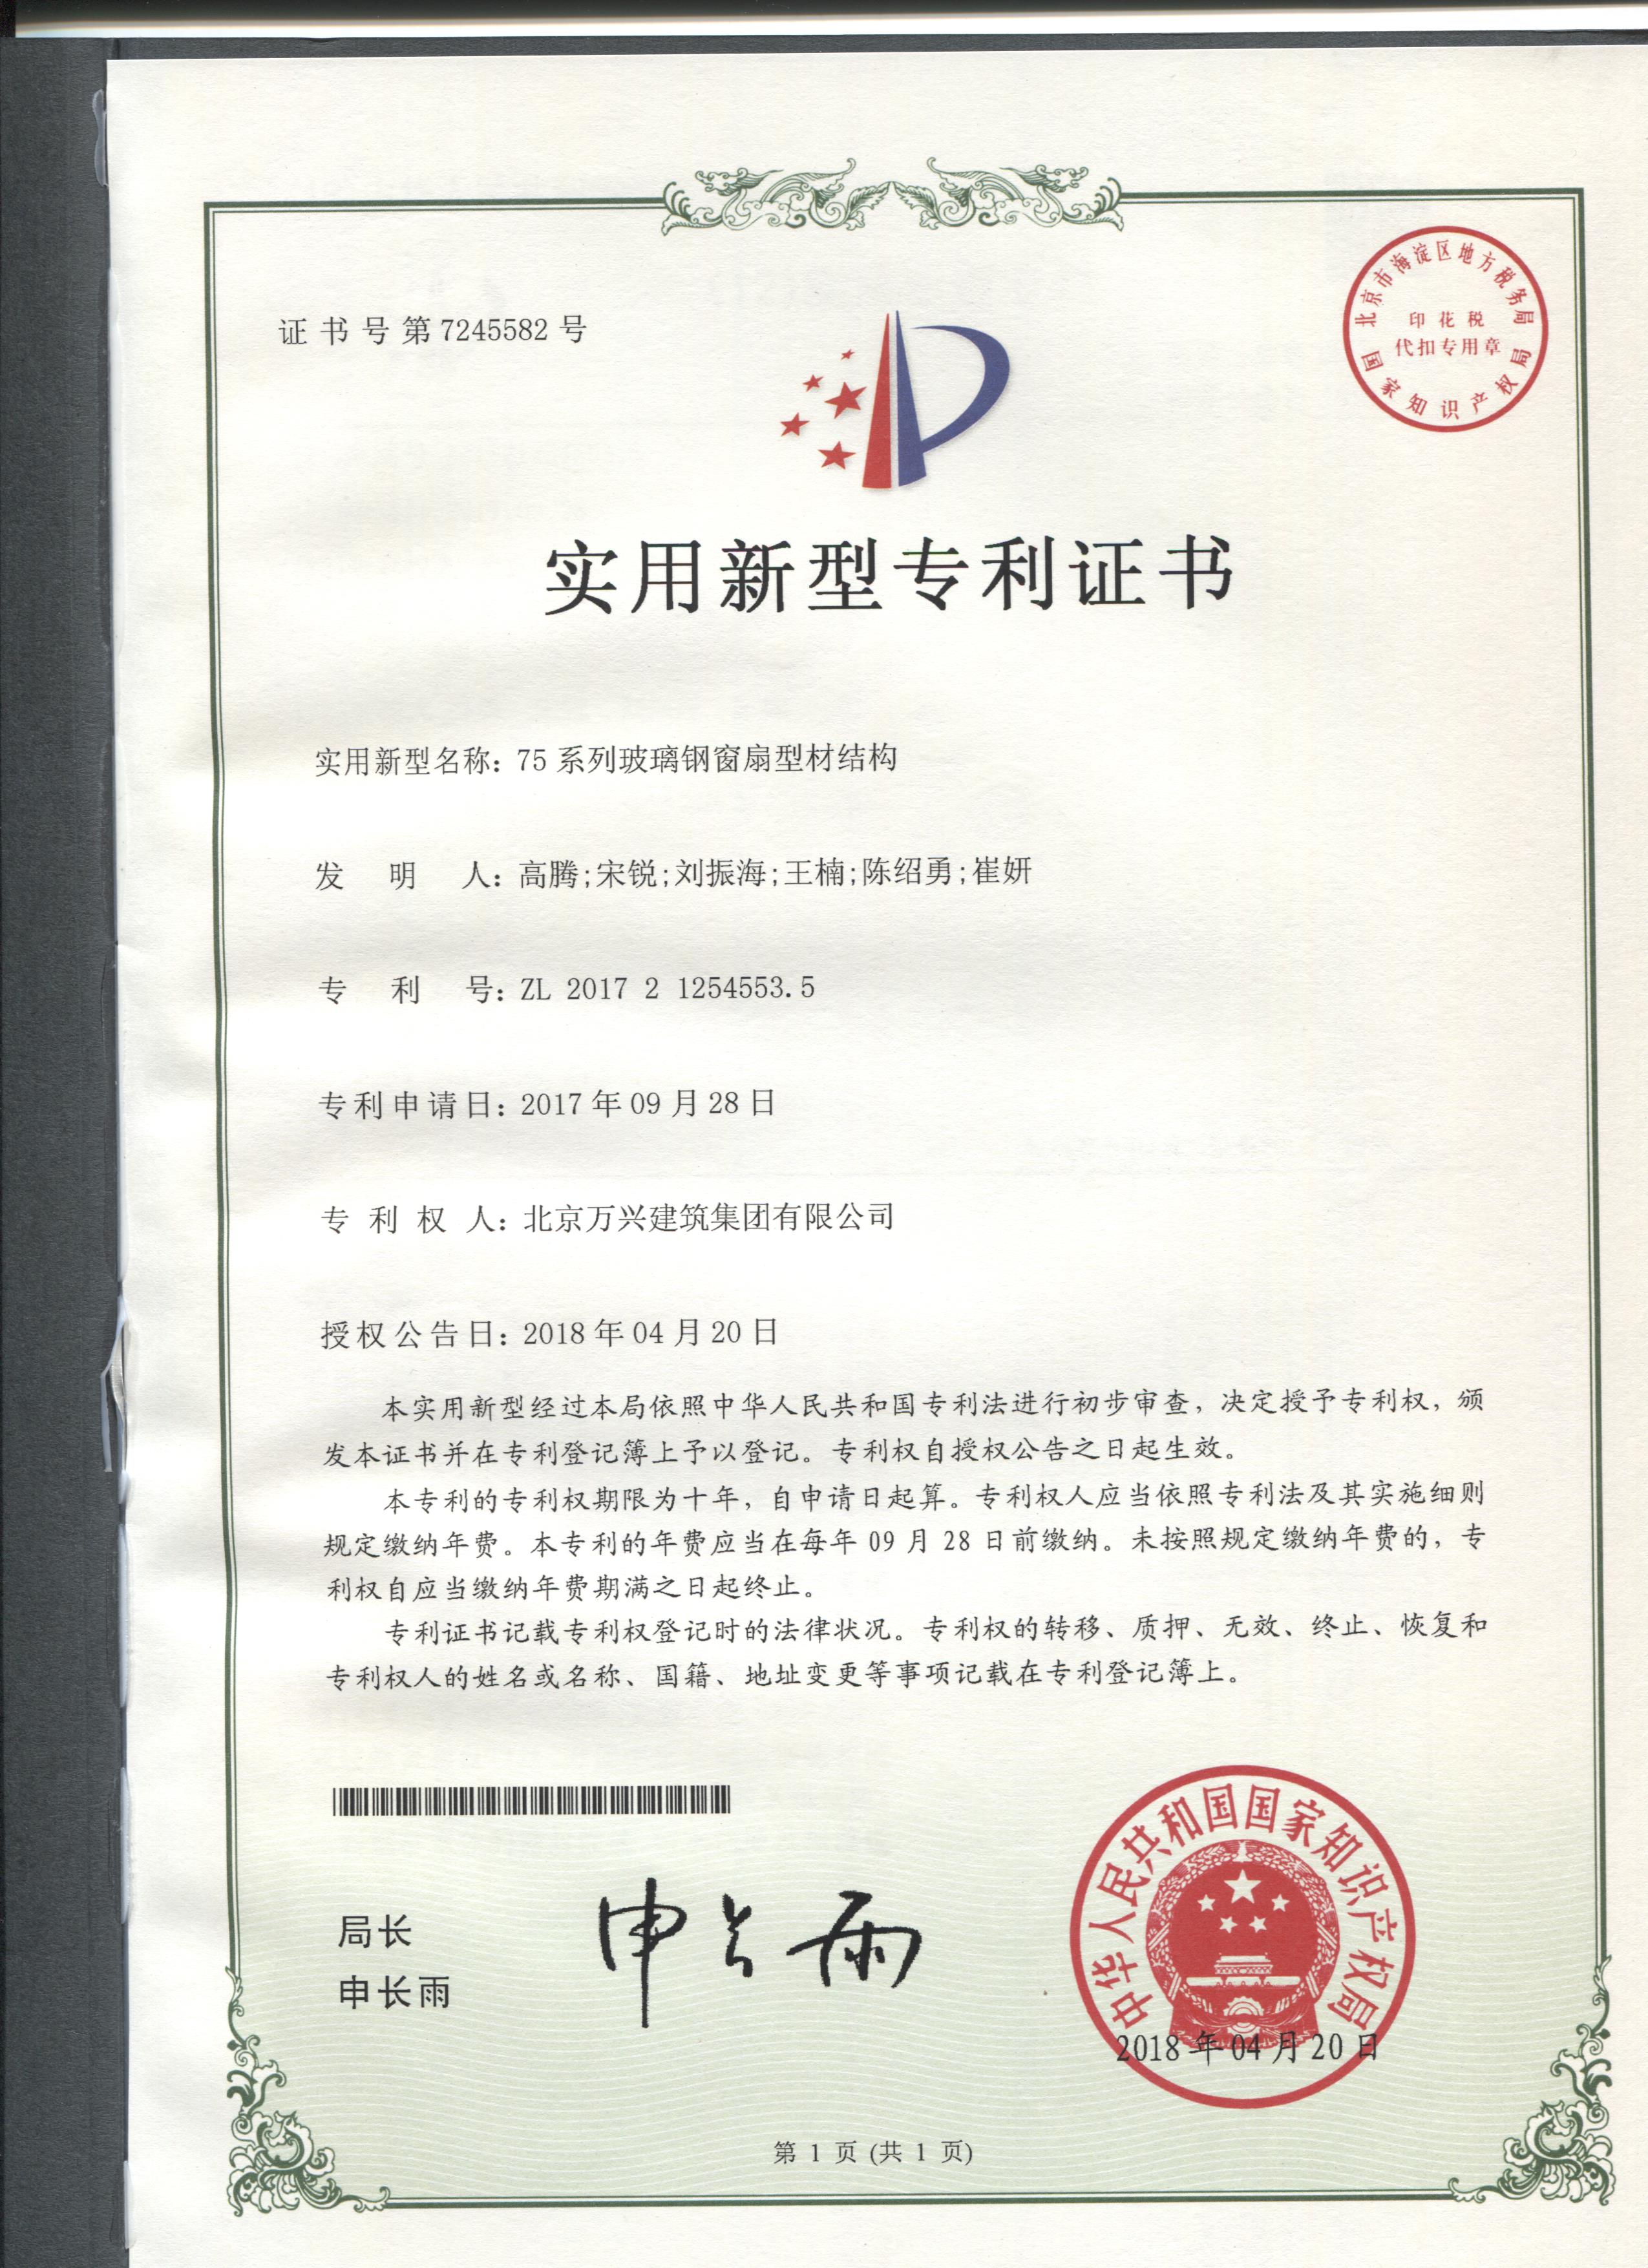 证书号第7245582号
北京市海淀区地方税务局
印花税
代扣专用章
国家知识产权局
实用新型专利证书
实用新型名称：75系列玻璃钢窗扇型材结构
发明人：高腾;宋锐;刘振海;王楠;陈绍勇;崔妍
专利号：ZL 2017 2 1254553.5
专利申请日：2017年09月28日
专利权人：北京万兴建筑集团有限公司
授权公告日：2018年04月20日
本实用新型经过本局依照中华人民共和国专利法进行初步审查，决定授予专利权，颁
发本证书并在专利登记簿上予以登记。专利权自授权公告之日起生效。
本专利的专利权期限为十年，自申请日起算。专利权人应当依照专利法及其实施细则
规定缴纳年费。本专利的年费应当在每年09月28日前缴纳。未按照规定缴纳年费的，专
利权自应当缴纳年费期满之日起终止。
专利证书记载专利权登记时的法律状况。专利权的转移、质押、无效、终止、恢复和
专利权人的姓名或名称、国籍、地址变更等事项记载在专利登记簿上。
局长
申长雨
申长雨
中华人民共和国国家知识产权局
2018年04月20日
第 1 页 (共 1 页)